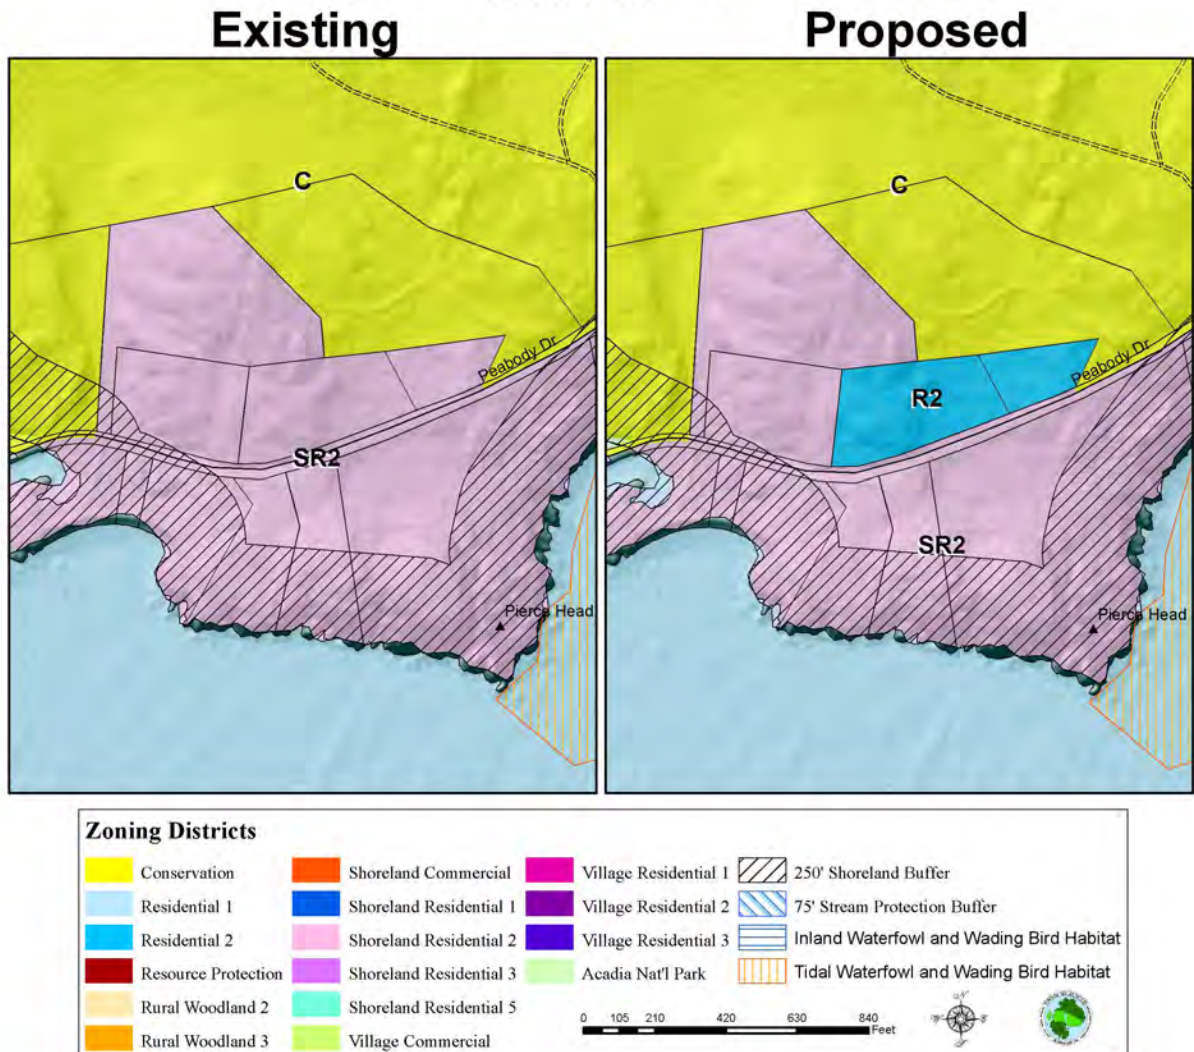 Existing
Proposed
C
Peabody Dr
SR2
Pierce Head
C
Peabody Dr
R2
SR2
Pierce Head
Zoning Districts
Conservation
Residential 1
Residential 2
Resource Protection
Rural Woodland 2
Rural Woodland 3
Shoreland Commercial
Shoreland Residential 1
Shoreland Residential 2
Shoreland Residential 3
Shoreland Residential 5
Village Commercial
Village Residential 1
Village Residential 2
Village Residential 3
Acadia Nat'l Park
250' Shoreland Buffer
75' Stream Protection Buffer
Inland Waterfowl and Wading Bird Habitat
Tidal Waterfowl and Wading Bird Habitat
0 105 210 420 630 840
Feet